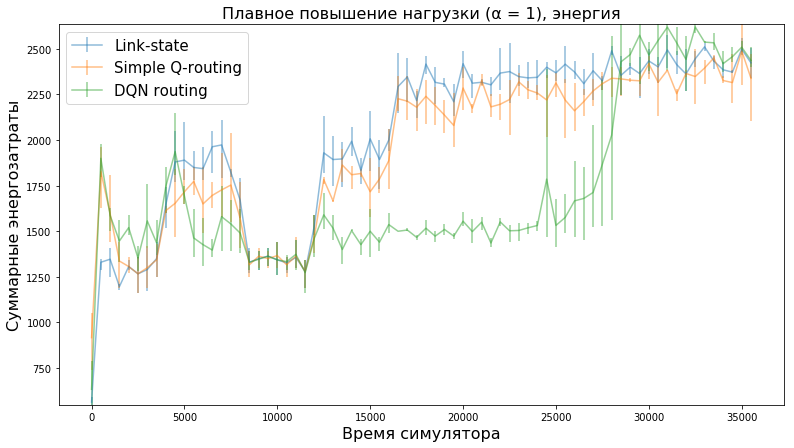 Плавное повышение нагрузки (α = 1), энергия
Суммарные энергозатраты
2500
2250
2000
1750
1500
1250
1000
750
Link-state
Simple Q-routing
DQN routing
0
5000
10000
15000
20000
25000
30000
35000
Время симулятора